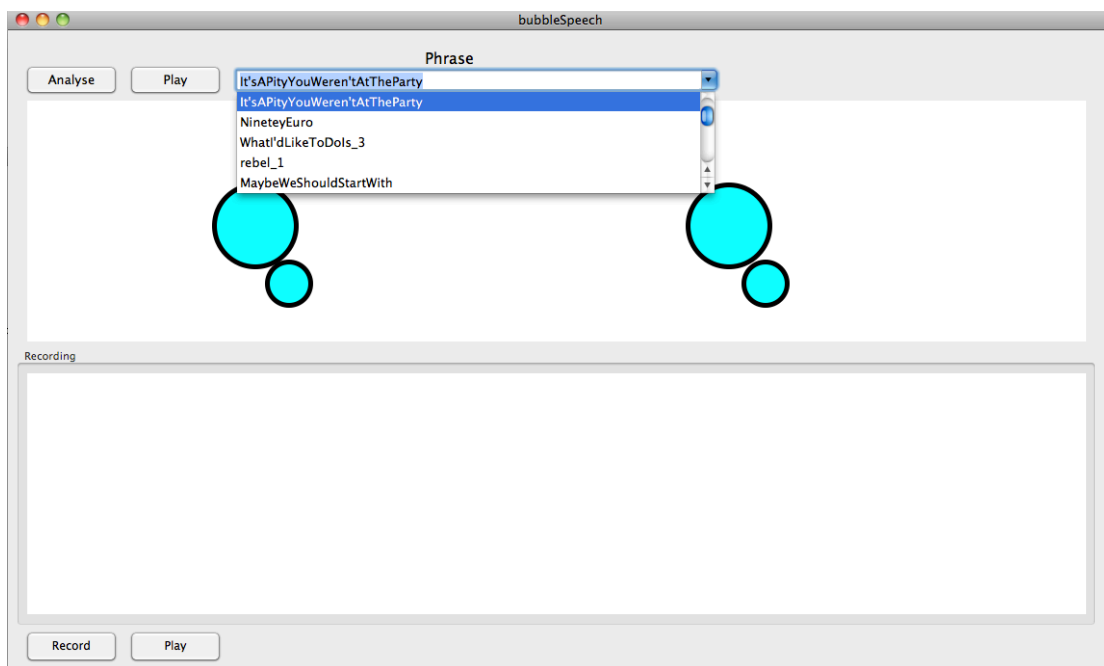 bubbleSpeech
Phrase
Analyse Play It'sAPityYouWeren'tAtTheParty
It'sAPityYouWeren'tAtTheParty
NineteyEuro
WhatI'dLikeToDoIs_3
rebel_1
MaybeWeShouldStartWith
Recording
Record Play